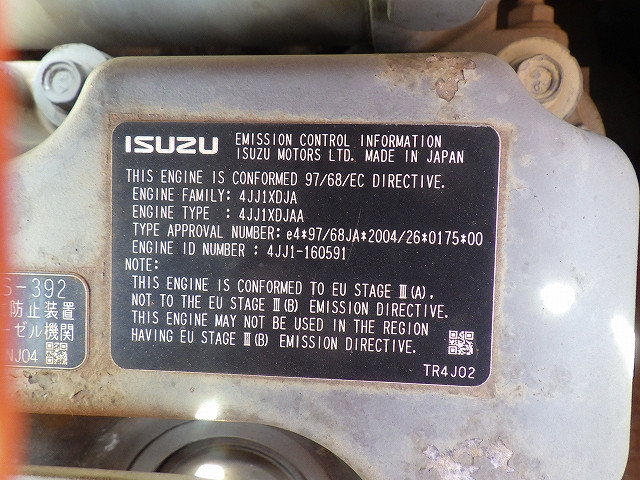 ISUZU EMISSION CONTROL INFORMATION
ISUZU MOTORS LTD. MADE IN JAPAN
THIS ENGINE IS CONFORMED 97/68/EC DIRECTIVE.
ENGINE FAMILY: 4JJ1XDJA
ENGINE TYPE : 4JJ1XDJAA
TYPE APPROVAL NUMBER: e4*97/68JA*2004/26*0175*00
ENGINE ID NUMBER : 4JJ1-160591
NOTE:
THIS ENGINE IS CONFORMED TO EU STAGE Ⅲ(A),
NOT TO THE EU STAGE Ⅲ(B) EMISSION DIRECTIVE.
THIS ENGINE MAY NOT BE USED IN THE REGION
HAVING EU STAGE Ⅲ(B) EMISSION DIRECTIVE.
TR4J02
S-392
防止装置
ーゼル機関
NJ04